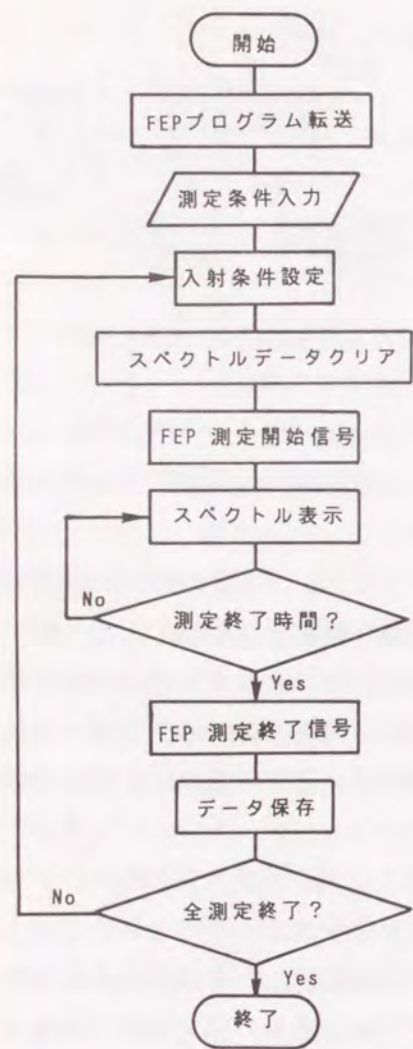 開始
FEPプログラム転送
測定条件入力
入射条件設定
スペクトルデータクリア
FEP 測定開始信号
スペクトル表示
No
測定終了時間?
Yes
FEP 測定終了信号
データ保存
No
全測定終了?
Yes
終了